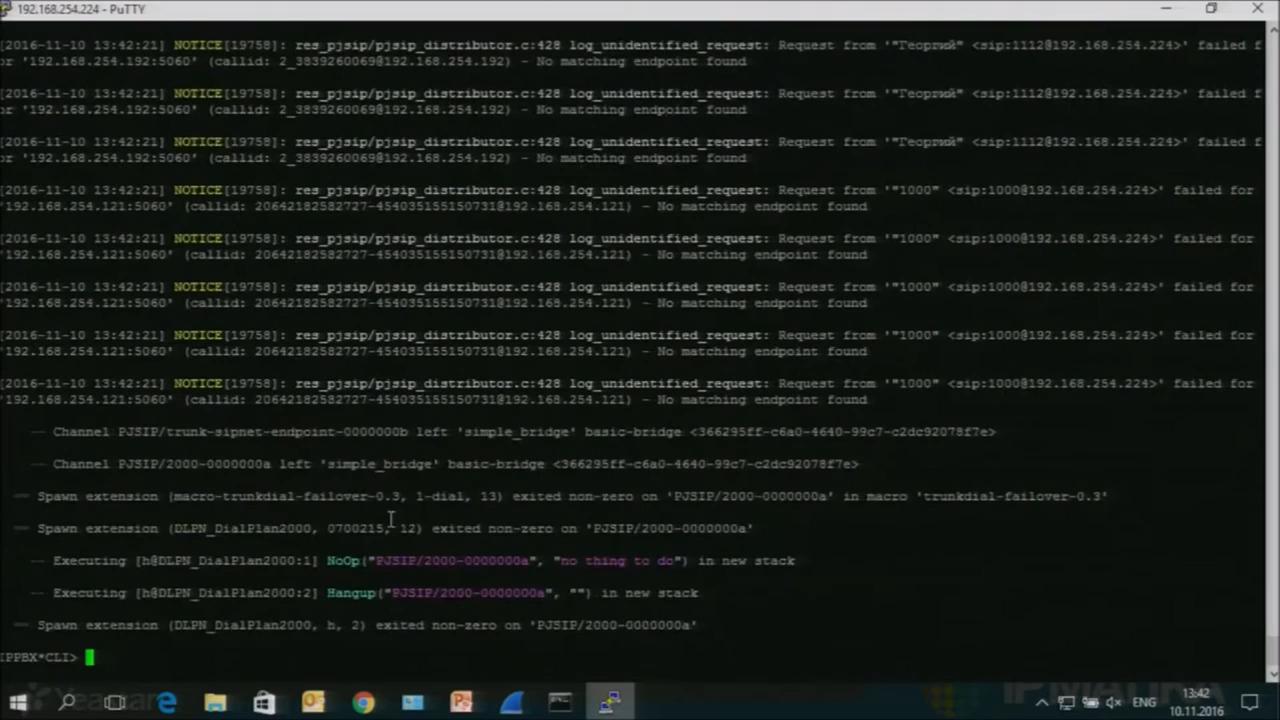 192.168.254.224 - PuTTY
[2016-11-10 13:42:21] NOTICE[19758]: res_pjsip/pjsip_distributor.c:428 log_unidentified_request: Request from '"Георгий" <sip:1112@192.168.254.224>' failed f
or '192.168.254.192:5060' (callid: 2_3839260069@192.168.254.192) - No matching endpoint found
[2016-11-10 13:42:21] NOTICE[19758]: res_pjsip/pjsip_distributor.c:428 log_unidentified_request: Request from '"Георгий" <sip:1112@192.168.254.224>' failed f
or '192.168.254.192:5060' (callid: 2_3839260069@192.168.254.192) - No matching endpoint found
[2016-11-10 13:42:21] NOTICE[19758]: res_pjsip/pjsip_distributor.c:428 log_unidentified_request: Request from '"Георгий" <sip:1112@192.168.254.224>' failed f
or '192.168.254.192:5060' (callid: 2_3839260069@192.168.254.192) - No matching endpoint found
[2016-11-10 13:42:21] NOTICE[19758]: res_pjsip/pjsip_distributor.c:428 log_unidentified_request: Request from '"1000" <sip:1000@192.168.254.224>' failed for
'192.168.254.121:5060' (callid: 20642182582727-454035155150731@192.168.254.121) - No matching endpoint found
[2016-11-10 13:42:21] NOTICE[19758]: res_pjsip/pjsip_distributor.c:428 log_unidentified_request: Request from '"1000" <sip:1000@192.168.254.224>' failed for
'192.168.254.121:5060' (callid: 20642182582727-454035155150731@192.168.254.121) - No matching endpoint found
[2016-11-10 13:42:21] NOTICE[19758]: res_pjsip/pjsip_distributor.c:428 log_unidentified_request: Request from '"1000" <sip:1000@192.168.254.224>' failed for
'192.168.254.121:5060' (callid: 20642182582727-454035155150731@192.168.254.121) - No matching endpoint found
[2016-11-10 13:42:21] NOTICE[19758]: res_pjsip/pjsip_distributor.c:428 log_unidentified_request: Request from '"1000" <sip:1000@192.168.254.224>' failed for
'192.168.254.121:5060' (callid: 20642182582727-454035155150731@192.168.254.121) - No matching endpoint found
[2016-11-10 13:42:21] NOTICE[19758]: res_pjsip/pjsip_distributor.c:428 log_unidentified_request: Request from '"1000" <sip:1000@192.168.254.224>' failed for
'192.168.254.121:5060' (callid: 20642182582727-454035155150731@192.168.254.121) - No matching endpoint found
-- Channel PJSIP/trunk-sipnet-endpoint-0000000b left 'simple_bridge' basic-bridge <366295ff-c6a0-4640-99c7-c2dc92078f7e>
-- Channel PJSIP/2000-0000000a left 'simple_bridge' basic-bridge <366295ff-c6a0-4640-99c7-c2dc92078f7e>
== Spawn extension (macro-trunkdial-failover-0.3, 1-dial, 13) exited non-zero on 'PJSIP/2000-0000000a' in macro 'trunkdial-failover-0.3'
== Spawn extension (DLPN_DialPlan2000, 0700215, 12) exited non-zero on 'PJSIP/2000-0000000a'
-- Executing [h@DLPN_DialPlan2000:1] NoOp("PJSIP/2000-0000000a", "no thing to do") in new stack
-- Executing [h@DLPN_DialPlan2000:2] Hangup("PJSIP/2000-0000000a", "") in new stack
== Spawn extension (DLPN_DialPlan2000, h, 2) exited non-zero on 'PJSIP/2000-0000000a'
IPPBX*CLI>
ENG
13:42
10.11.2016